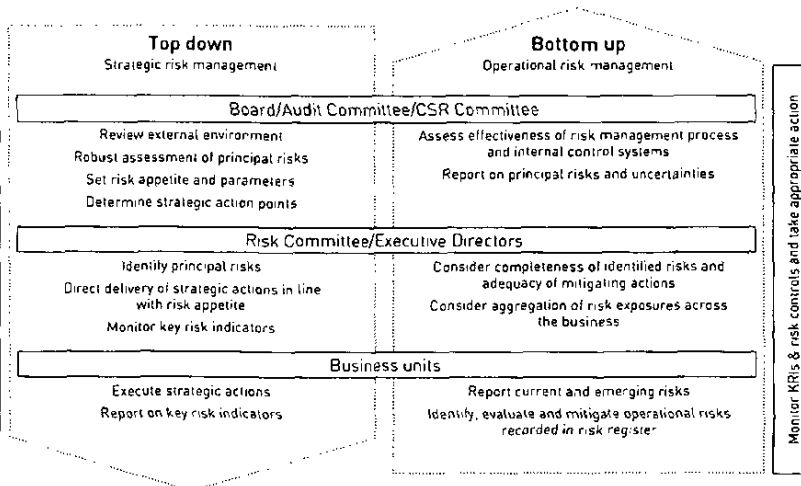 Top down
Strategic risk management
Bottom up
Operational risk management
Board/Audit Committee/CSR Committee
Review external environment
Robust assessment of principal risks
Set risk appetite and parameters
Determine strategic action points
Assess effectiveness of risk management process
and internal control systems
Report on principal risks and uncertainties
Risk Committee/Executive Directors
Identify principal risks
Direct delivery of strategic actions in line
with risk appetite
Monitor key risk indicators
Consider completeness of identified risks and
adequacy of mitigating actions
Consider aggregation of risk exposures across
the business
Business units
Execute strategic actions
Report on key risk indicators
Report current and emerging risks
Identify, evaluate and mitigate operational risks
recorded in risk register
Monitor KRIs & risk controls and take appropriate action